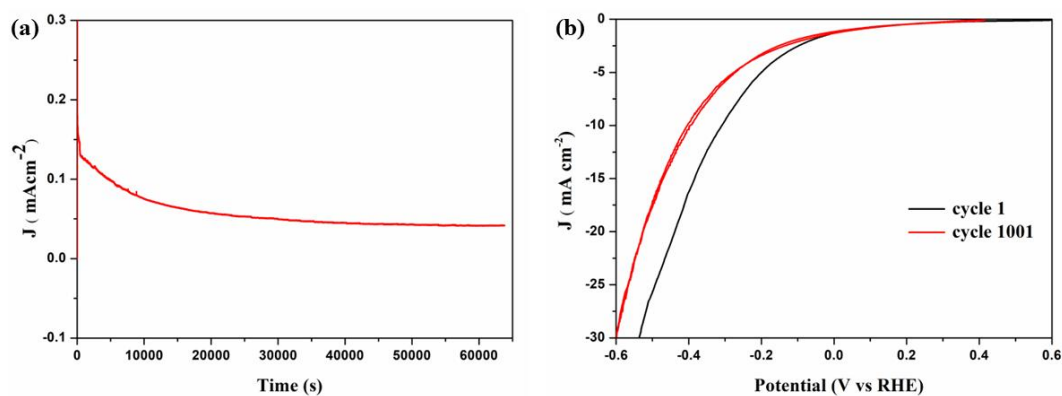 (a)
0.3
0.2
0.1
0.0
-0.1
J ( mAcm-2)
0 10000 20000 30000 40000 50000 60000
Time (s)
(b)
0
-5
-10
-15
-20
-25
-30
J ( mA cm-2)
cycle 1
cycle 1001
-0.6 -0.4 -0.2 0.0 0.2 0.4 0.6
Potential (V vs RHE)